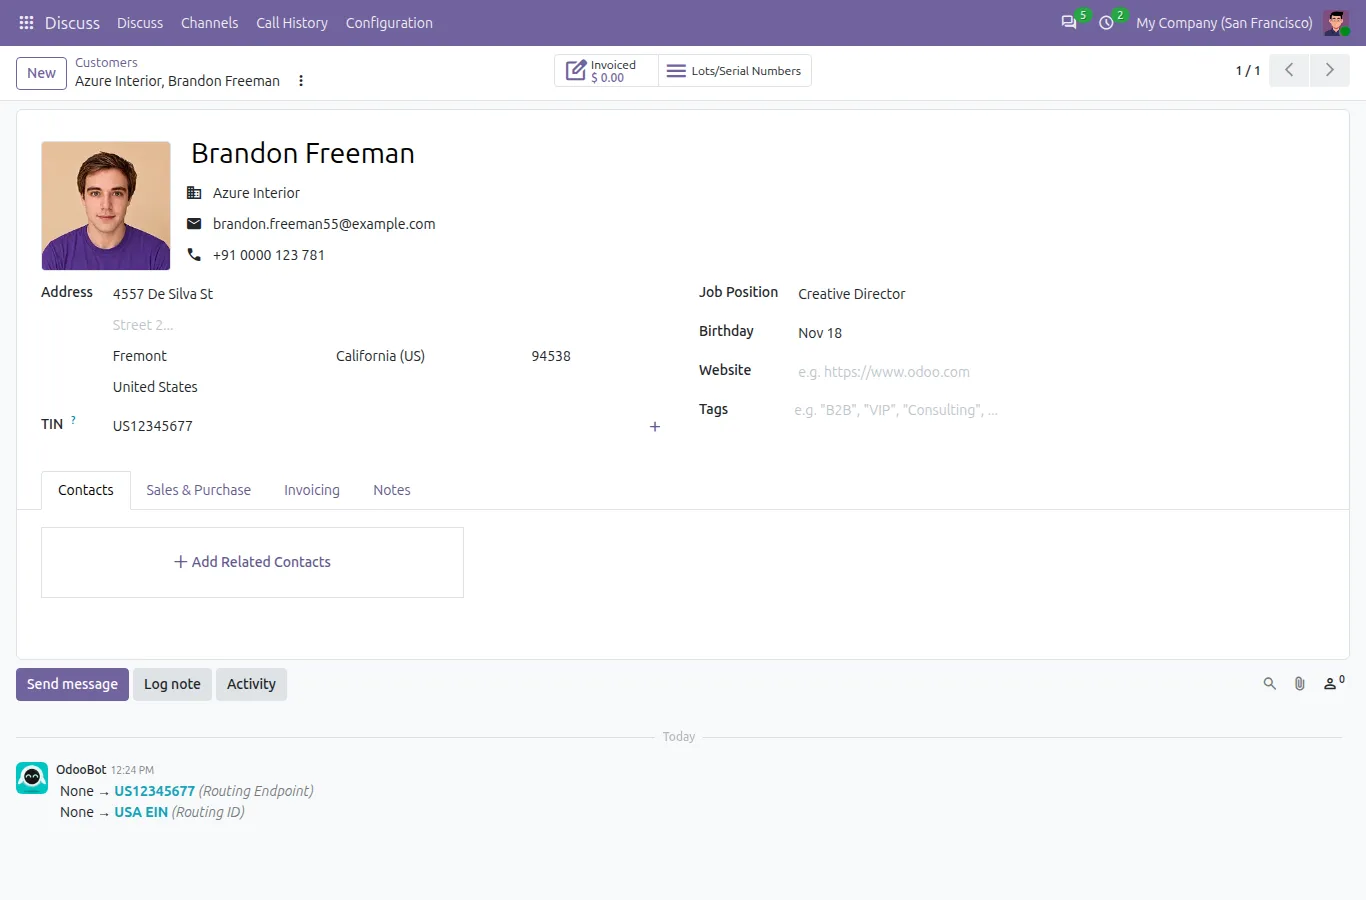 Discuss Discuss Channels Call History Configuration 5 2 My Company (San Francisco)
New Customers
Azure Interior, Brandon Freeman
Invoiced
$ 0.00
Lots/Serial Numbers
1 / 1
Brandon Freeman
Azure Interior
brandon.freeman55@example.com
+91 0000 123 781
Address 4557 De Silva St
Street 2...
Fremont California (US) 94538
United States
TIN ? US12345677 +
Job Position Creative Director
Birthday Nov 18
Website e.g. https://www.odoo.com
Tags e.g. "B2B", "VIP", "Consulting", ...
Contacts Sales & Purchase Invoicing Notes
+ Add Related Contacts
Send message Log note Activity 0
Today
OdooBot 12:24 PM
None → US12345677 (Routing Endpoint)
None → USA EIN (Routing ID)